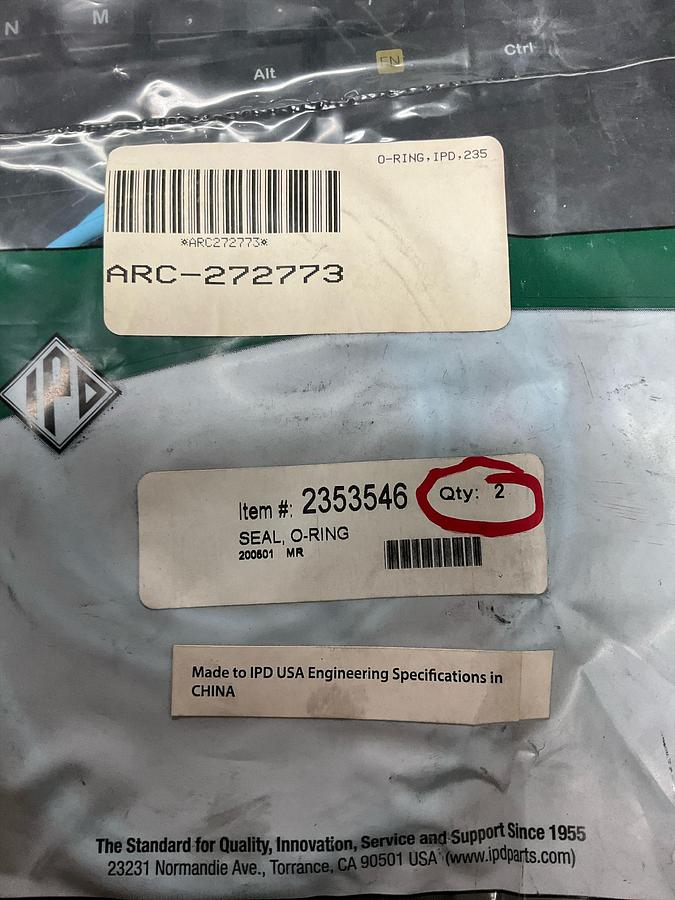 N
M
Alt
FN
Ctrl
O-RING,IPD,235
*ARC272773*
ARC-272773
IPD
Item #: 2353546
Qty: 2
SEAL, O-RING
200601 MR
Made to IPD USA Engineering Specifications in
CHINA
The Standard for Quality, Innovation, Service and Support Since 1955
23231 Normandie Ave., Torrance, CA 90501 USA (www.ipdparts.com)